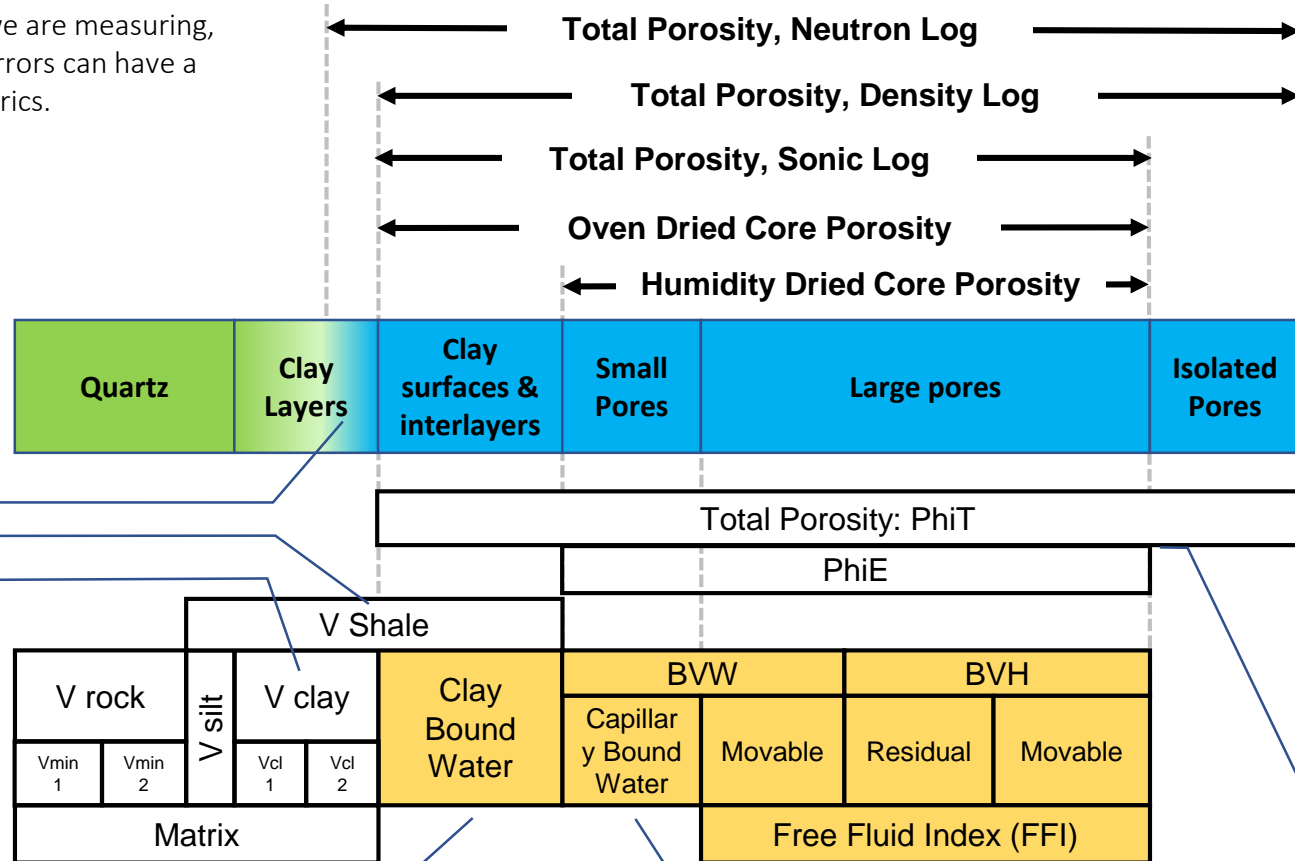 we are measuring,
rrors can have a
rics.
Total Porosity, Neutron Log
Total Porosity, Density Log
Total Porosity, Sonic Log
Oven Dried Core Porosity
Humidity Dried Core Porosity
Quartz
Clay
Layers
Clay
surfaces &
interlayers
Small
Pores
Large pores
Isolated
Pores
Total Porosity: PhiT
PhiE
V Shale
V rock
V silt
V clay
Clay
Bound
Water
BVW
BVH
Vmin
1
Vmin
2
Vcl
1
Vcl
2
Capillar
y Bound
Water
Movable
Residual
Movable
Matrix
Free Fluid Index (FFI)